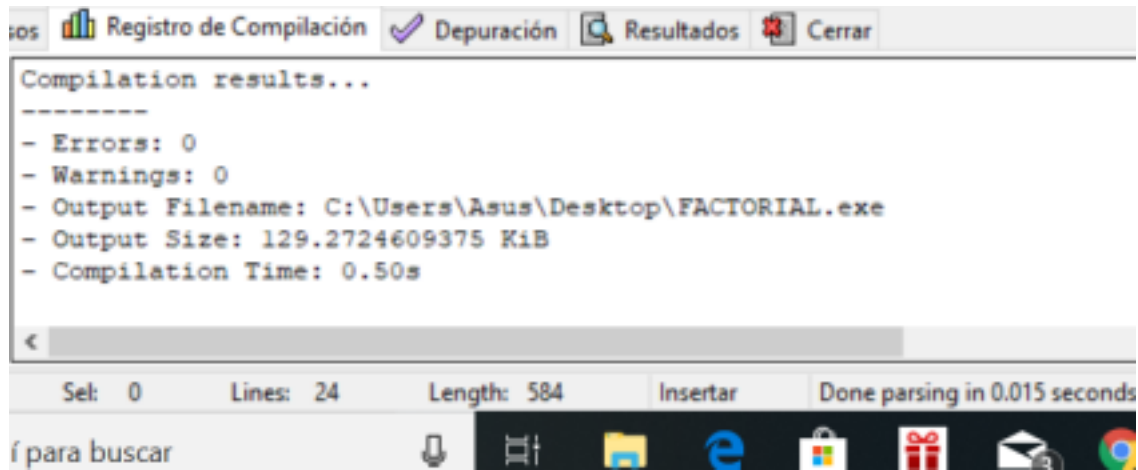 sos Registro de Compilación Depuración Resultados Cerrar
Compilation results...
--------
- Errors: 0
- Warnings: 0
- Output Filename: C:\Users\Asus\Desktop\FACTORIAL.exe
- Output Size: 129.2724609375 KiB
- Compilation Time: 0.50s
Sel: 0 Lines: 24 Length: 584 Insertar Done parsing in 0.015 seconds
í para buscar